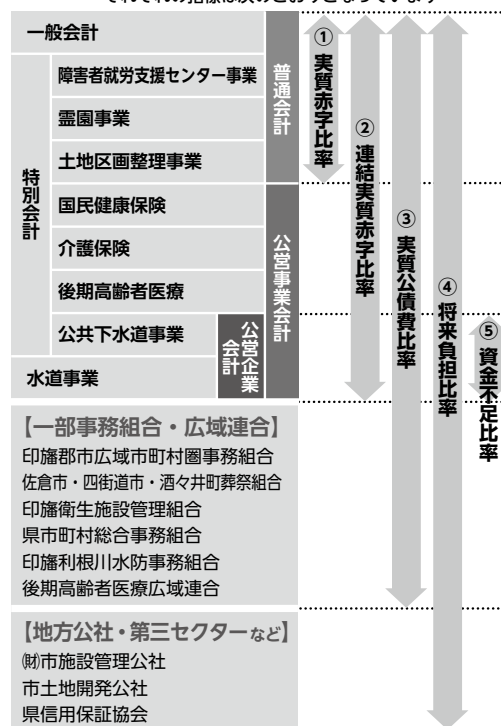 それぞれの指標は次のとおりとなっています
一般会計
特別会計
障害者就労支援センター事業
霊園事業
土地区画整理事業
国民健康保険
介護保険
後期高齢者医療
公共下水道事業
水道事業
普通会計
公営事業会計
公営企業会計
① 実質赤字比率
② 連結実質赤字比率
③ 実質公債費比率
④ 将来負担比率
⑤ 資金不足比率
【一部事務組合・広域連合】
印旛郡市広域市町村圏事務組合
佐倉市・四街道市・酒々井町葬祭組合
印旛衛生施設管理組合
県市町村総合事務組合
印旛利根川水防事務組合
後期高齢者医療広域連合
【地方公社・第三セクターなど】
㈶市施設管理公社
市土地開発公社
県信用保証協会